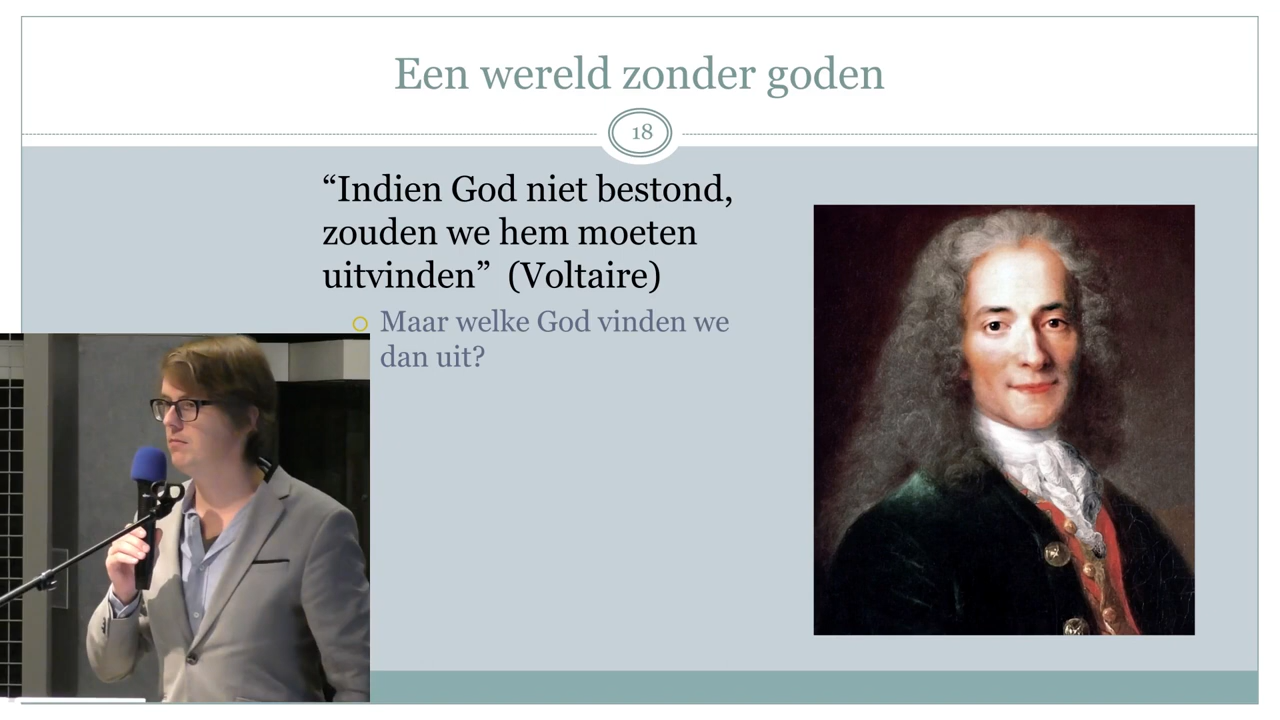 Een wereld zonder goden
18
“Indien God niet bestond,
zouden we hem moeten
uitvinden”  (Voltaire)
Maar welke God vinden we
dan uit?